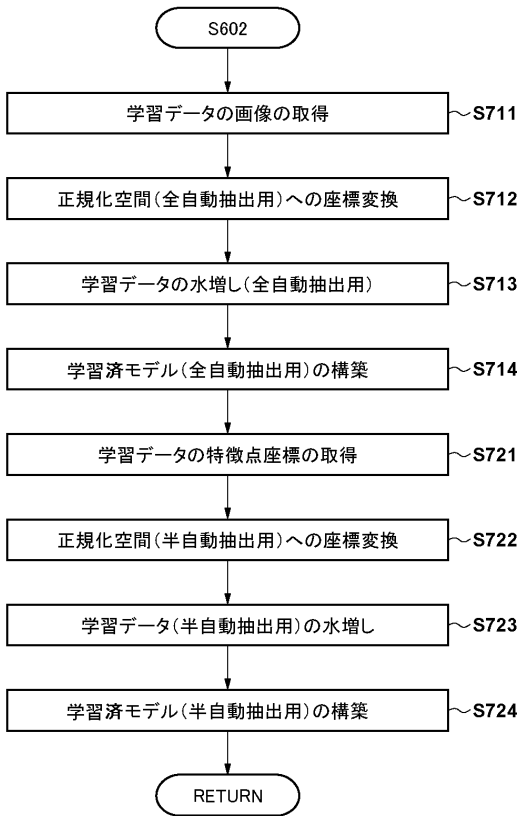 S602
学習データの画像の取得 S711
正規化空間(全自動抽出用)への座標変換 S712
学習データの水増し(全自動抽出用) S713
学習済モデル(全自動抽出用)の構築 S714
学習データの特徴点座標の取得 S721
正規化空間(半自動抽出用)への座標変換 S722
学習データ(半自動抽出用)の水増し S723
学習済モデル(半自動抽出用)の構築 S724
RETURN